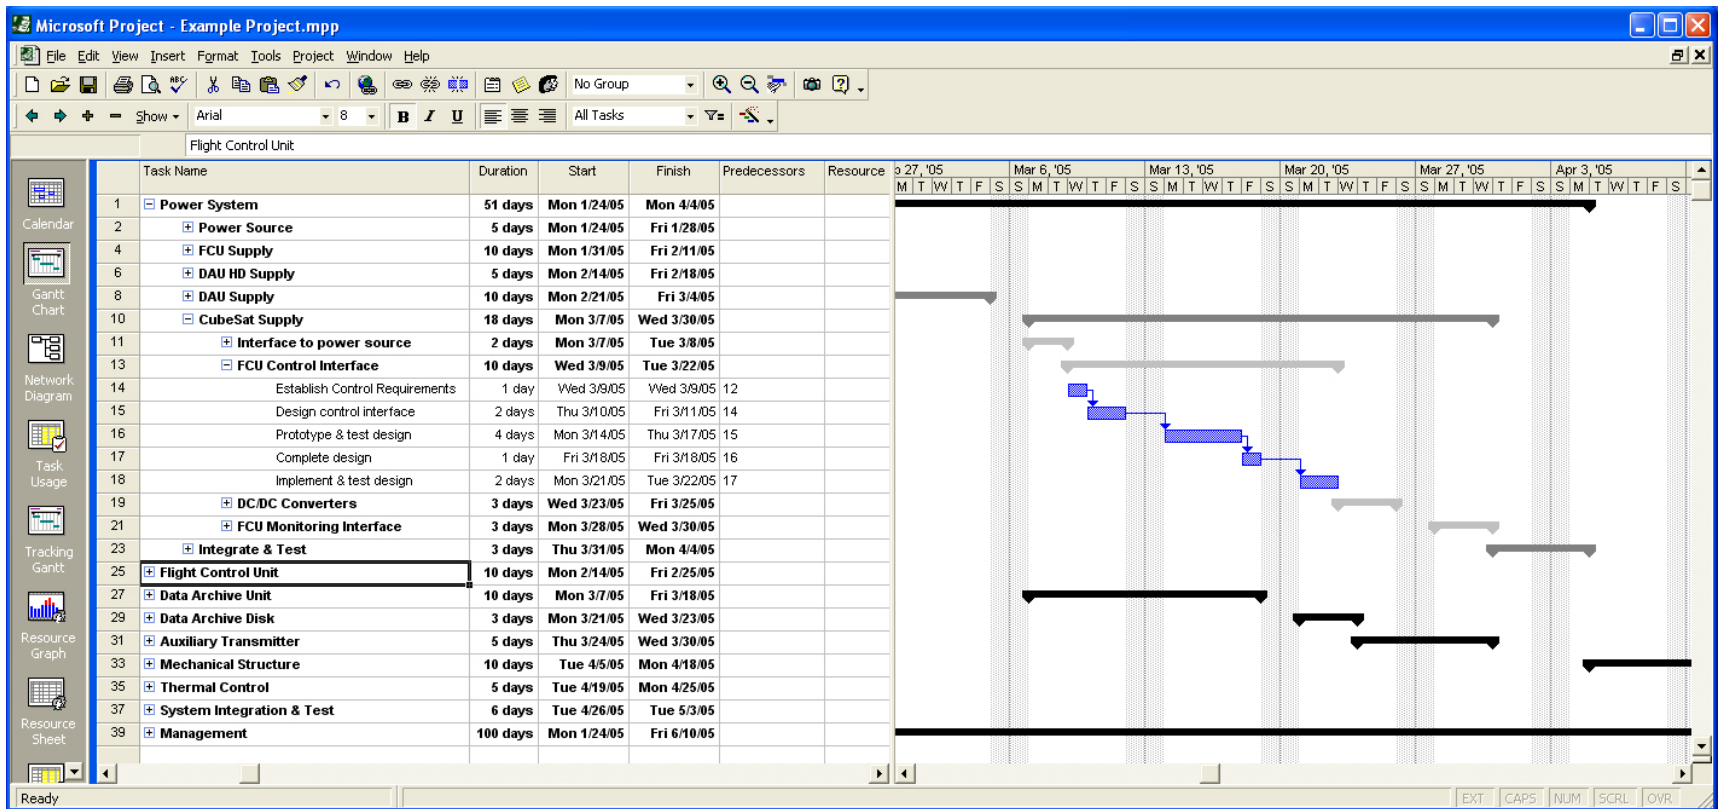 Microsoft Project - Example Project.mpp
File Edit View Insert Format Tools Project Window Help
No Group
Show Arial 8 B I U All Tasks
Flight Control Unit
Task Name Duration Start Finish Predecessors Resource 27, '05 Mar 6, '05 Mar 13, '05 Mar 20, '05 Mar 27, '05 Apr 3, '05
M T W T F S S M T W T F S S M T W T F S S M T W T F S S M T W T F S S M T W T F S
1 Power System 51 days Mon 1/24/05 Mon 4/4/05
2 Power Source 5 days Mon 1/24/05 Fri 1/28/05
4 FCU Supply 10 days Mon 1/31/05 Fri 2/11/05
6 DAU HD Supply 5 days Mon 2/14/05 Fri 2/18/05
8 DAU Supply 10 days Mon 2/21/05 Fri 3/4/05
10 CubeSat Supply 18 days Mon 3/7/05 Wed 3/30/05
11 Interface to power source 2 days Mon 3/7/05 Tue 3/8/05
13 FCU Control Interface 10 days Wed 3/9/05 Tue 3/22/05
14 Establish Control Requirements 1 day Wed 3/9/05 Wed 3/9/05 12
15 Design control interface 2 days Thu 3/10/05 Fri 3/11/05 14
16 Prototype & test design 4 days Mon 3/14/05 Thu 3/17/05 15
17 Complete design 1 day Fri 3/18/05 Fri 3/18/05 16
18 Implement & test design 2 days Mon 3/21/05 Tue 3/22/05 17
19 DC/DC Converters 3 days Wed 3/23/05 Fri 3/25/05
21 FCU Monitoring Interface 3 days Mon 3/28/05 Wed 3/30/05
23 Integrate & Test 3 days Thu 3/31/05 Mon 4/4/05
25 Flight Control Unit 10 days Mon 2/14/05 Fri 2/25/05
27 Data Archive Unit 10 days Mon 3/7/05 Fri 3/18/05
29 Data Archive Disk 3 days Mon 3/21/05 Wed 3/23/05
31 Auxiliary Transmitter 5 days Thu 3/24/05 Wed 3/30/05
33 Mechanical Structure 10 days Tue 4/5/05 Mon 4/18/05
35 Thermal Control 5 days Tue 4/19/05 Mon 4/25/05
37 System Integration & Test 6 days Tue 4/26/05 Tue 5/3/05
39 Management 100 days Mon 1/24/05 Fri 6/10/05
Calendar
Gantt
Chart
Network
Diagram
Task
Usage
Tracking
Gantt
Resource
Graph
Resource
Sheet
Ready EXT CAPS NUM SCRL OVR